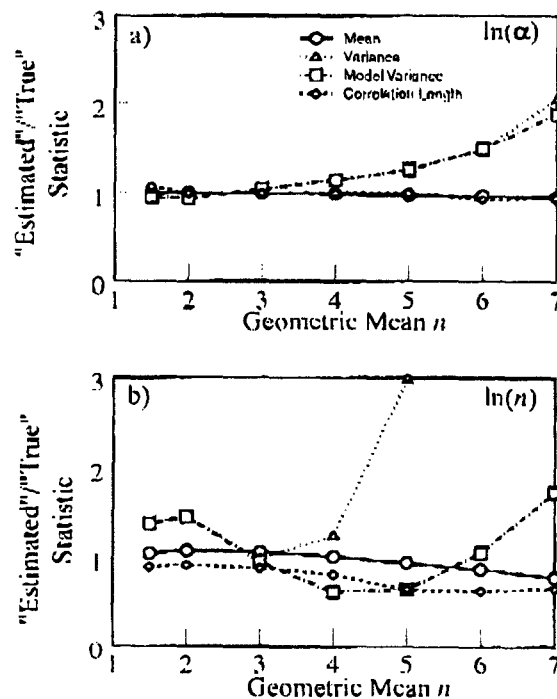 a)
ln(α)
Mean
Variance
Model Variance
Correlation Length
"Estimated"/"True"
Statistic
3
2
1
0
1 2 3 4 5 6 7
Geometric Mean n
b)
ln(n)
"Estimated"/"True"
Statistic
3
2
1
0
1 2 3 4 5 6 7
Geometric Mean n